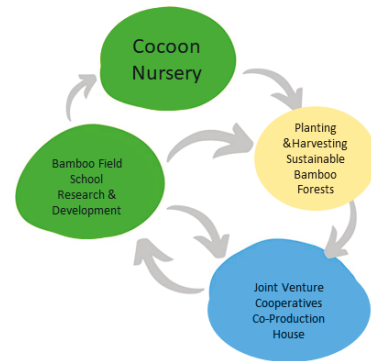 Cocoon
Nursery
Planting
&Harvesting
Sustainable
Bamboo
Forests
Bamboo Field
School
Research &
Development
Joint Venture
Cooperatives
Co-Production
House